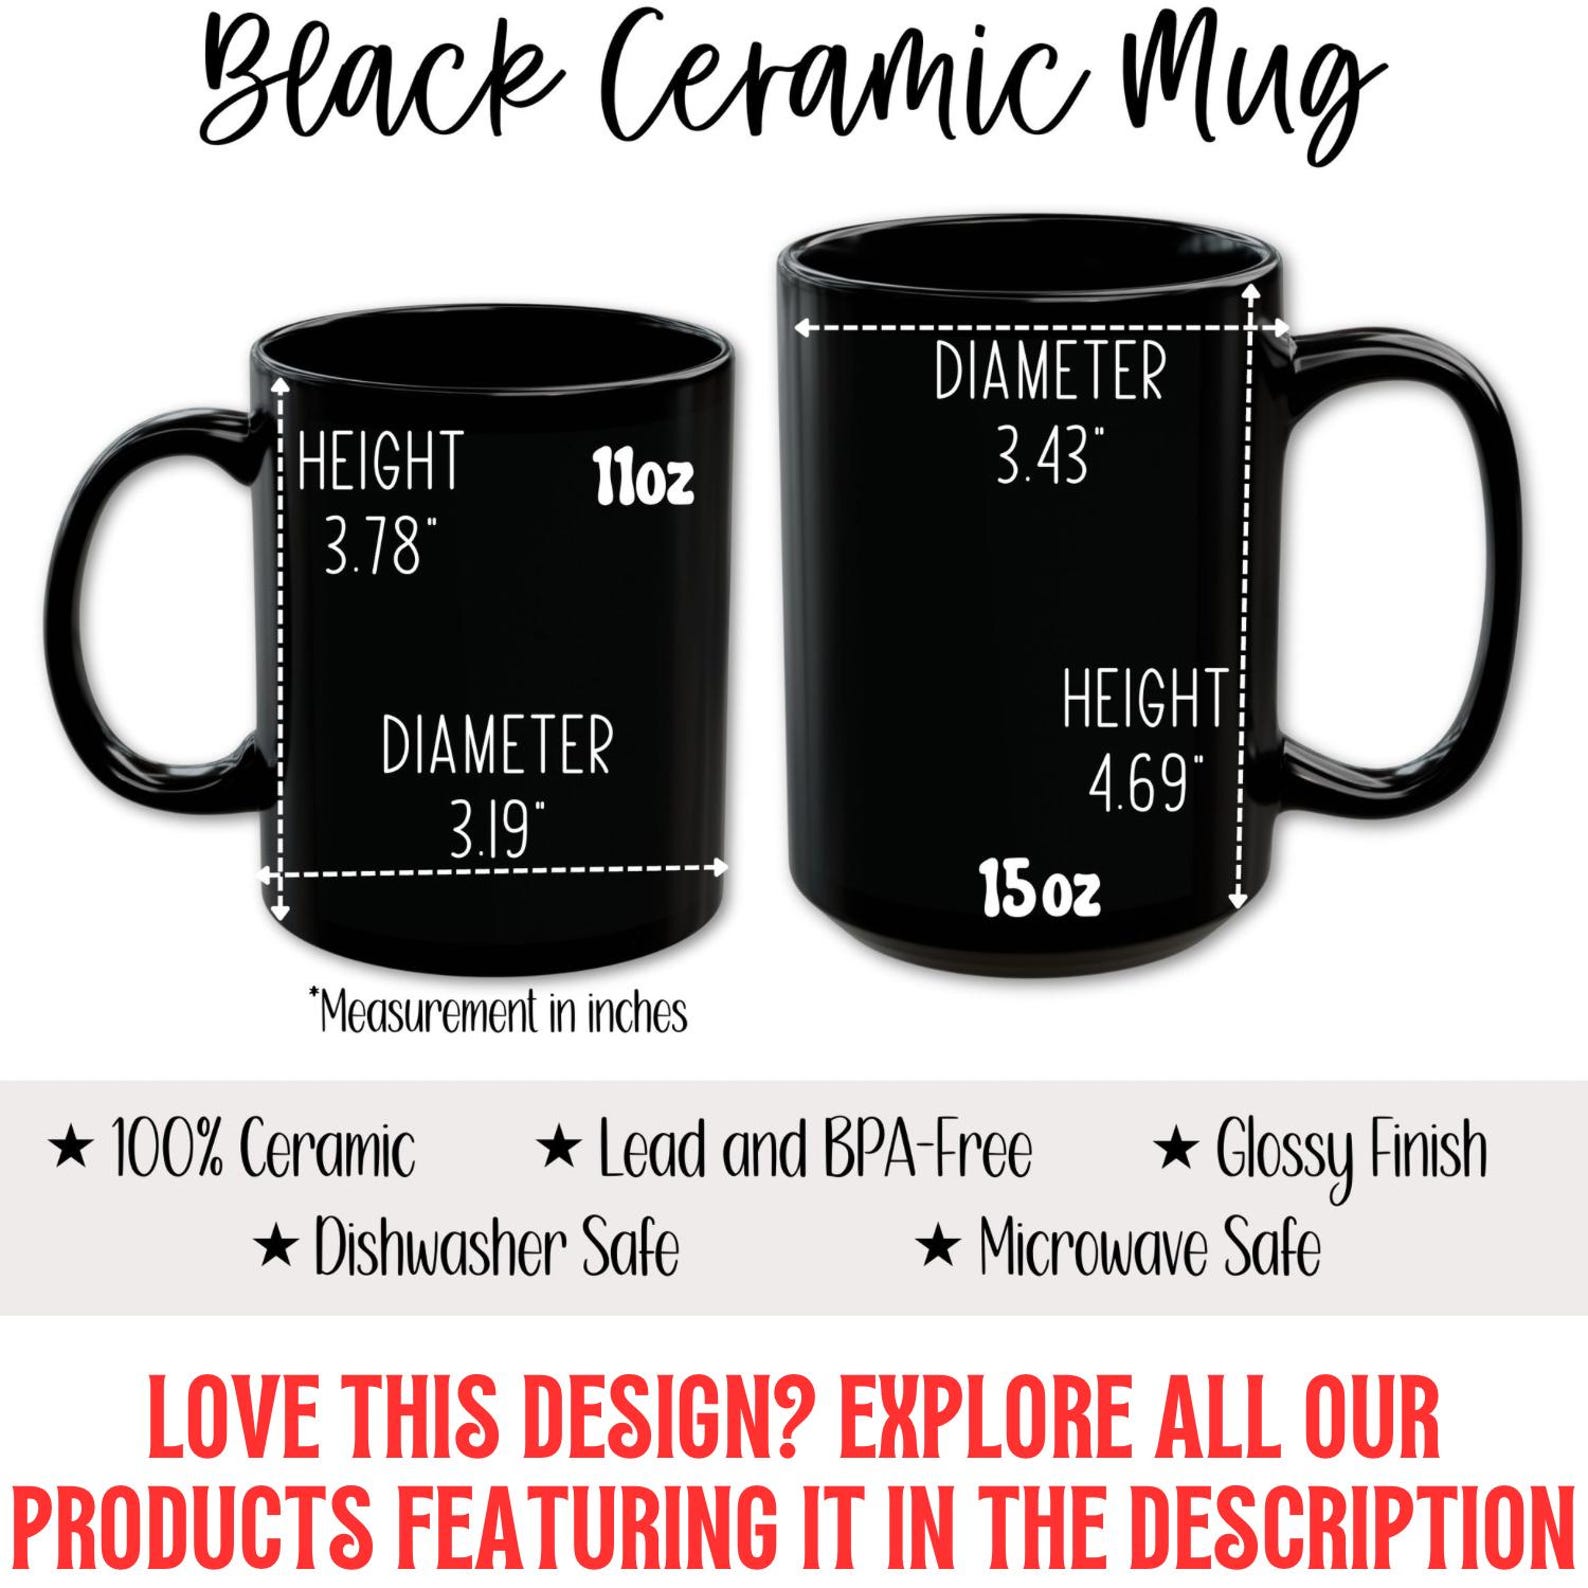 Black Ceramic Mug
HEIGHT
3.78"
11oz
DIAMETER
3.19"
DIAMETER
3.43"
HEIGHT
4.69"
15oz
*Measurement in inches
★ 100% Ceramic ★ Lead and BPA-Free ★ Glossy Finish
★ Dishwasher Safe ★ Microwave Safe
LOVE THIS DESIGN? EXPLORE ALL OUR
PRODUCTS FEATURING IT IN THE DESCRIPTION